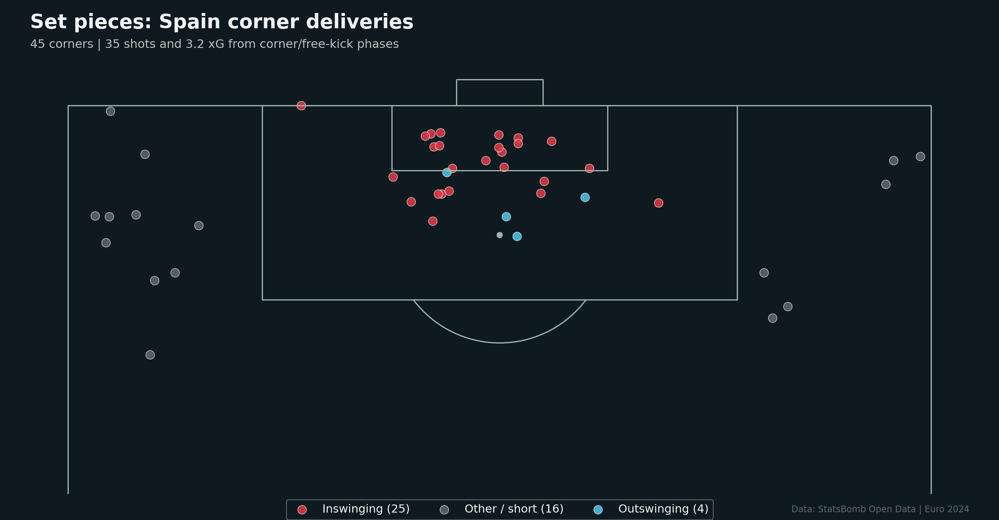 Set pieces: Spain corner deliveries
45 corners | 35 shots and 3.2 xG from corner/free-kick phases
Inswinging (25) Other / short (16) Outswinging (4)
Data: StatsBomb Open Data | Euro 2024